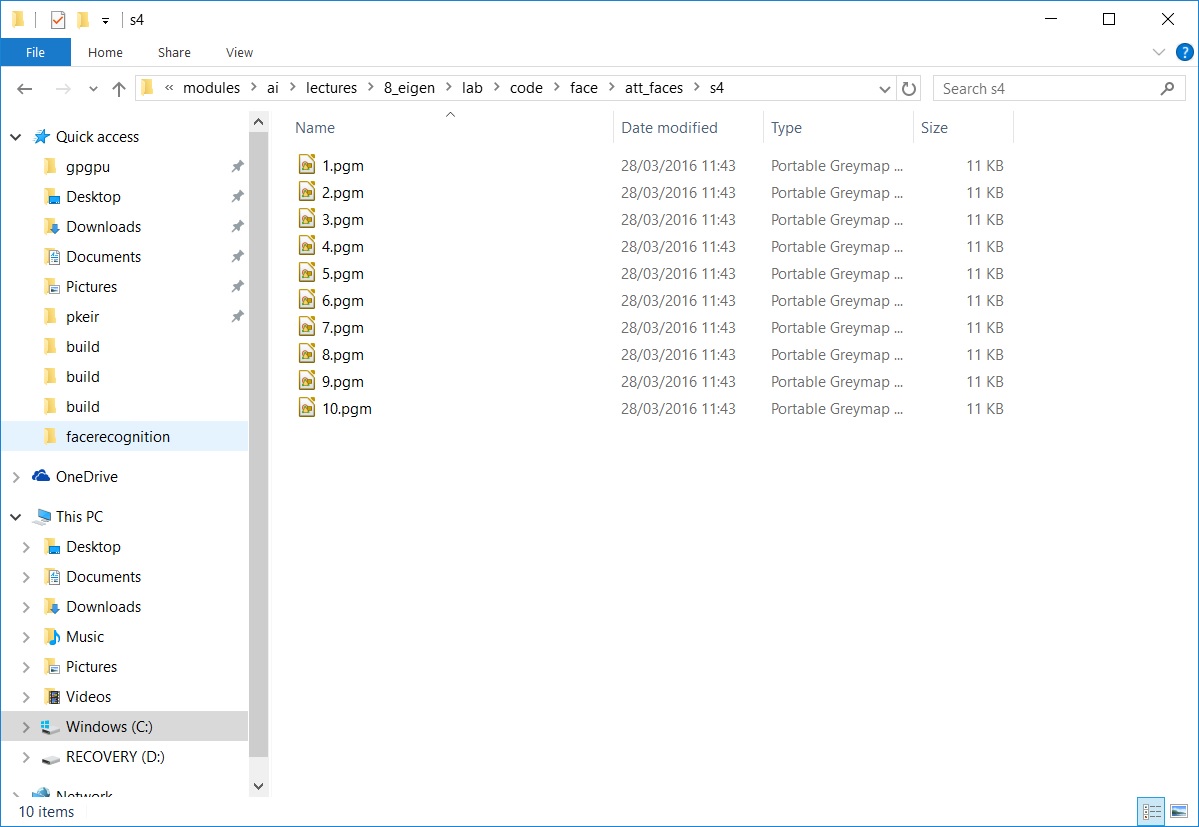 s4
File Home Share View
« modules ai lectures 8_eigen lab code face att_faces s4
Search s4
Name Date modified Type Size
Quick access
gpgpu
Desktop
Downloads
Documents
Pictures
pkeir
build
build
build
facerecognition
OneDrive
This PC
Desktop
Documents
Downloads
Music
Pictures
Videos
Windows (C:)
RECOVERY (D:)
Network
1.pgm 28/03/2016 11:43 Portable Greymap ... 11 KB
2.pgm 28/03/2016 11:43 Portable Greymap ... 11 KB
3.pgm 28/03/2016 11:43 Portable Greymap ... 11 KB
4.pgm 28/03/2016 11:43 Portable Greymap ... 11 KB
5.pgm 28/03/2016 11:43 Portable Greymap ... 11 KB
6.pgm 28/03/2016 11:43 Portable Greymap ... 11 KB
7.pgm 28/03/2016 11:43 Portable Greymap ... 11 KB
8.pgm 28/03/2016 11:43 Portable Greymap ... 11 KB
9.pgm 28/03/2016 11:43 Portable Greymap ... 11 KB
10.pgm 28/03/2016 11:43 Portable Greymap ... 11 KB
10 items